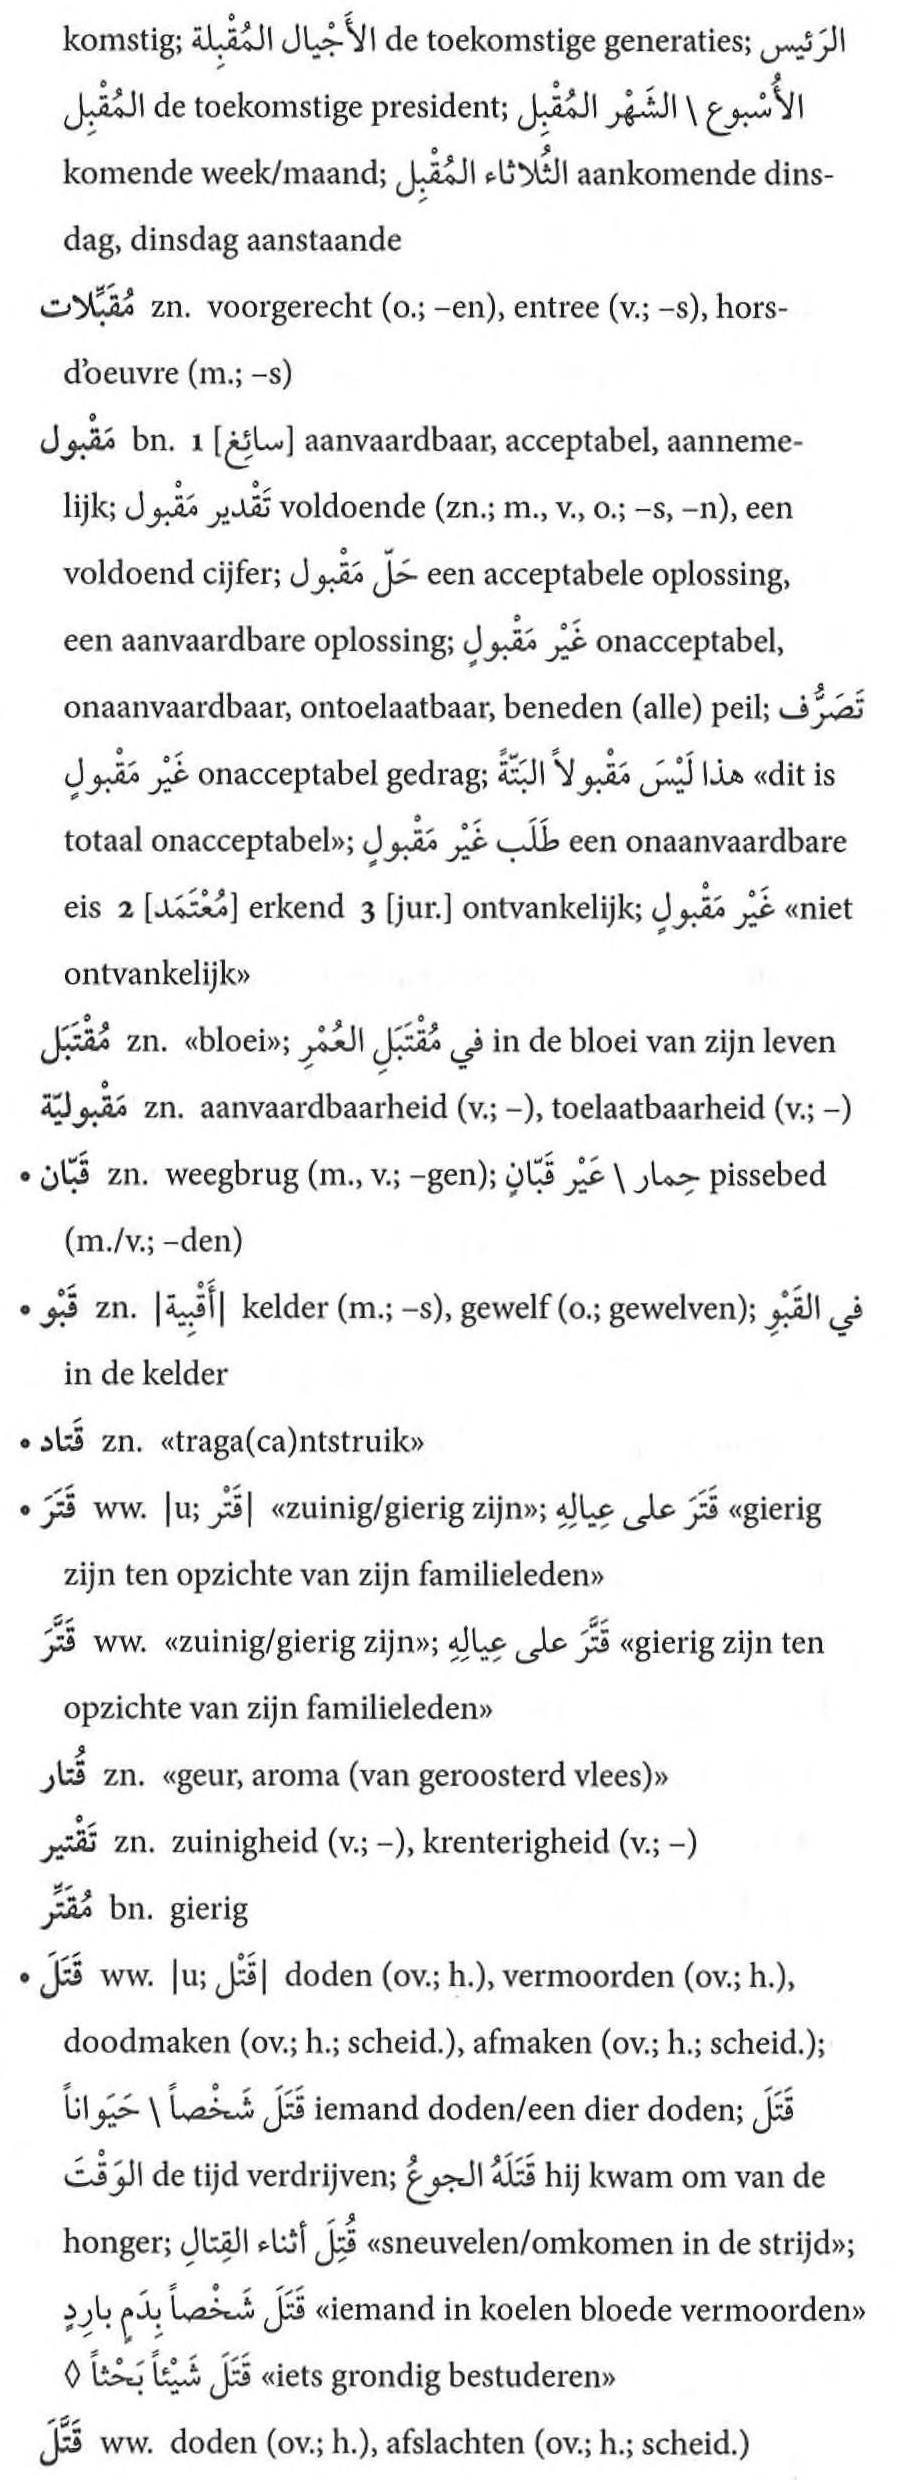 komstig; الأَجْيال المُقْبِلة de toekomstige generaties; الرَئيس
المُقْبِل de toekomstige president; الأُسْبوع \ الشَهْر المُقْبِل
komende week/maand; الثُلاثاء المُقْبِل aankomende dins-
dag, dinsdag aanstaande
مُقَبِّلات zn. voorgerecht (o.; –en), entree (v.; –s), hors-
d’oeuvre (m.; –s)
مَقْبول bn. 1 [سائِغ] aanvaardbaar, acceptabel, aanneme-
lijk; تَقْدير مَقْبول voldoende (zn.; m., v., o.; –s, –n), een
voldoend cijfer; حَلّ مَقْبول een acceptabele oplossing,
een aanvaardbare oplossing; غَيْر مَقْبولٍ onacceptabel,
onaanvaardbaar, ontoelaatbaar, beneden (alle) peil; تَصَرُّف
غَيْر مَقْبولٍ onacceptabel gedrag; هذا لَيْسَ مَقْبولاً البَتّةَ «dit is
totaal onacceptabel»; طَلَب غَيْر مَقْبولٍ een onaanvaardbare
eis 2 [مُعْتَمَد] erkend 3 [jur.] ontvankelijk; غَيْر مَقْبولٍ «niet
ontvankelijk»
مُقْتَبَل zn. «bloei»; في مُقْتَبَلِ العُمْرِ in de bloei van zijn leven
مَقْبوليّة zn. aanvaardbaarheid (v.; –), toelaatbaarheid (v.; –)
• قَبّان zn. weegbrug (m., v.; –gen); حِمار \ عَيْر قَبّانٍ pissebed
(m./v.; –den)
• قَبْو zn. |أَقْبِية| kelder (m.; –s), gewelf (o.; gewelven); في القَبْوِ
in de kelder
• قَتاد zn. «traga(ca)ntstruik»
• قَتَرَ ww. |u; قَتْر| «zuinig/gierig zijn»; قَتَرَ على عِيالِهِ «gierig
zijn ten opzichte van zijn familieleden»
قَتَّرَ ww. «zuinig/gierig zijn»; قَتَّرَ على عِيالِهِ «gierig zijn ten
opzichte van zijn familieleden»
قُتار zn. «geur, aroma (van geroosterd vlees)»
تَقْتير zn. zuinigheid (v.; –), krenterigheid (v.; –)
مُقَتِّر bn. gierig
• قَتَلَ ww. |u; قَتْل| doden (ov.; h.), vermoorden (ov.; h.),
doodmaken (ov.; h.; scheid.), afmaken (ov.; h.; scheid.);
قَتَلَ شَخْصاً \ حَيَواناً iemand doden/een dier doden; قَتَلَ
الوَقْتَ de tijd verdrijven; قَتَلَهُ الجوعُ hij kwam om van de
honger; قُتِلَ أثناء القِتالِ «sneuvelen/omkomen in de strijd»;
قَتَلَ شَخْصاً بِدَمٍ بارِدٍ «iemand in koelen bloede vermoorden»
◊ قَتَلَ شَيْئاً بَحْثاً «iets grondig bestuderen»
قَتَّلَ ww. doden (ov.; h.), afslachten (ov.; h.; scheid.)